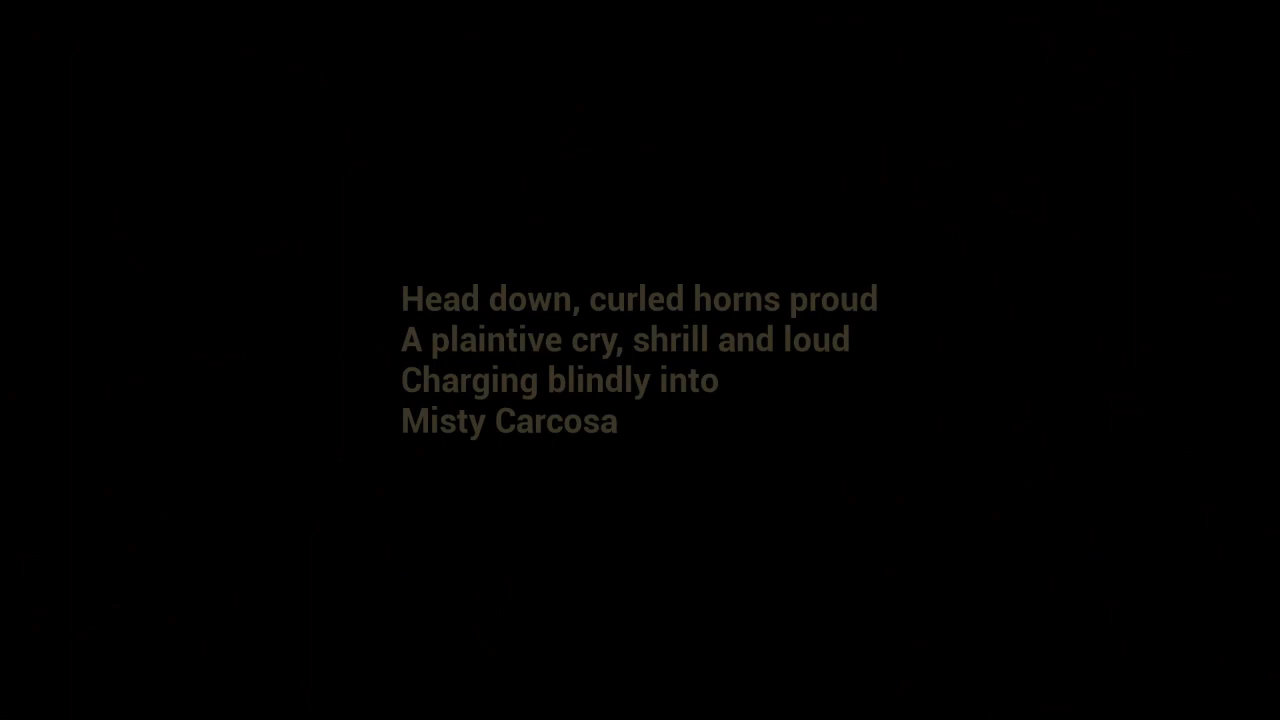 Head down, curled horns proud
A plaintive cry, shrill and loud
Charging blindly into
Misty Carcosa